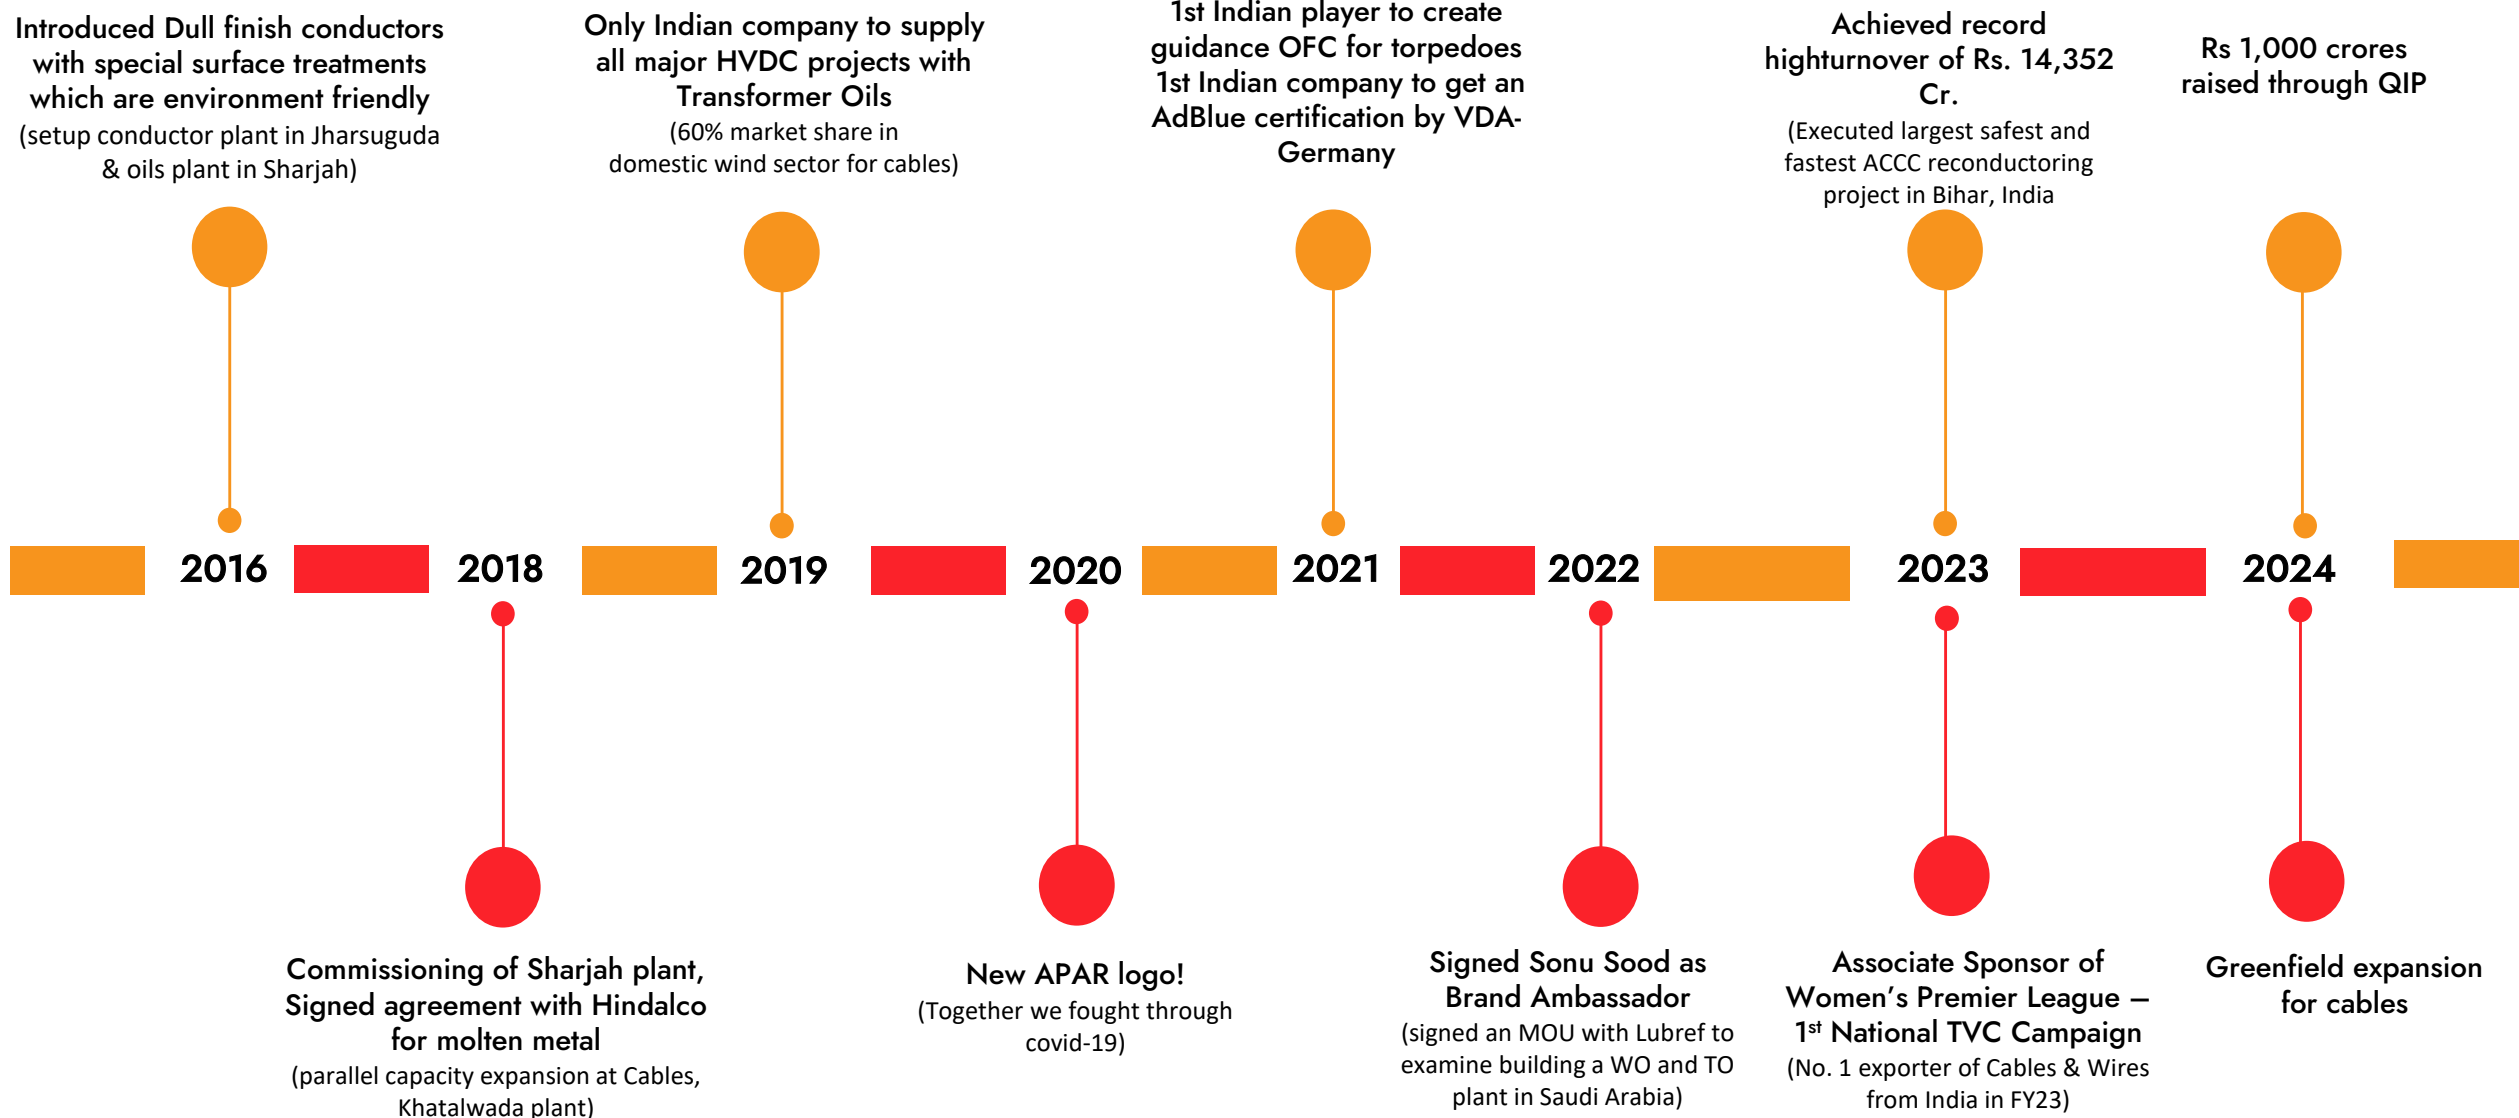 Introduced Dull finish conductors
with special surface treatments
which are environment friendly
(setup conductor plant in Jharsuguda
& oils plant in Sharjah)
Only Indian company to supply
all major HVDC projects with
Transformer Oils
(60% market share in
domestic wind sector for cables)
1st Indian player to create
guidance OFC for torpedoes
1st Indian company to get an
AdBlue certification by VDA-
Germany
Achieved record
highturnover of Rs. 14,352
Cr.
(Executed largest safest and
fastest ACCC reconductoring
project in Bihar, India
Rs 1,000 crores
raised through QIP
2016
2018
2019
2020
2021
2022
2023
2024
Commissioning of Sharjah plant,
Signed agreement with Hindalco
for molten metal
(parallel capacity expansion at Cables,
Khatalwada plant)
New APAR logo!
(Together we fought through
covid-19)
Signed Sonu Sood as
Brand Ambassador
(signed an MOU with Lubref to
examine building a WO and TO
plant in Saudi Arabia)
Associate Sponsor of
Women’s Premier League –
1st National TVC Campaign
(No. 1 exporter of Cables & Wires
from India in FY23)
Greenfield expansion
for cables